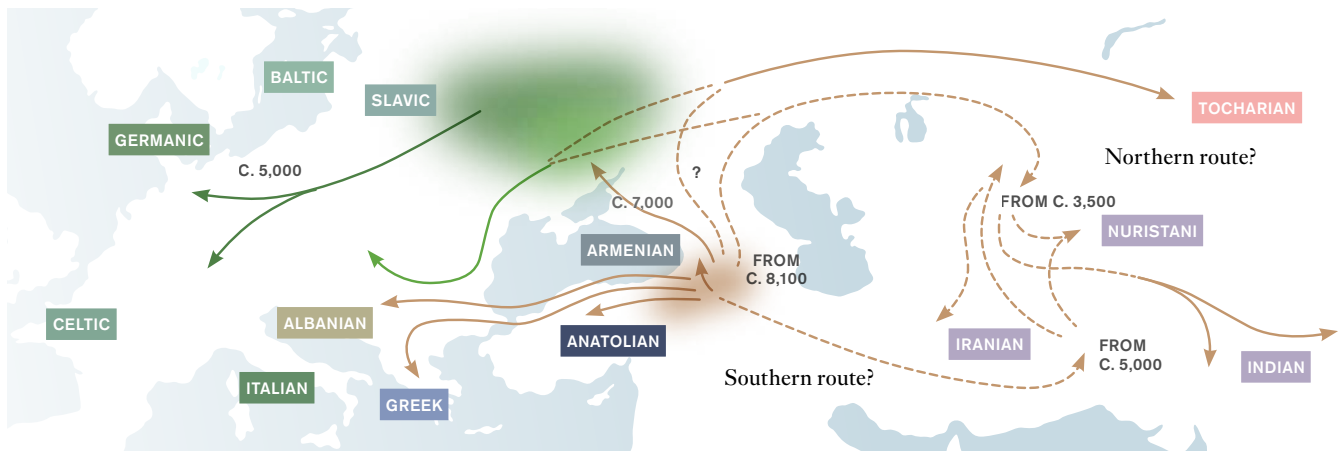 BALTIC
SLAVIC
TOCHARIAN
GERMANIC
Northern route?
C. 5,000
?
C. 7,000
FROM C. 3,500
NURISTANI
ARMENIAN
FROM
C. 8,100
CELTIC
ALBANIAN
ANATOLIAN
IRANIAN
FROM
C. 5,000
INDIAN
Southern route?
ITALIAN
GREEK